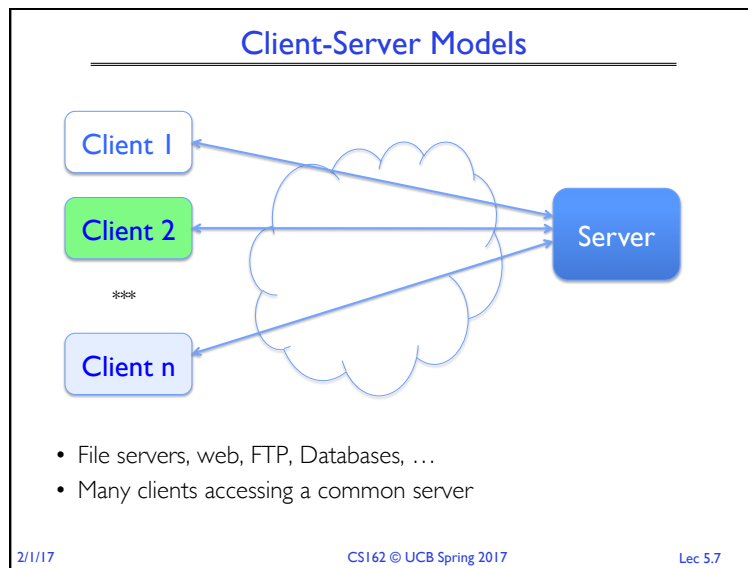 Client-Server Models
Client 1
Client 2
Server
***
Client n
• File servers, web, FTP, Databases, …
• Many clients accessing a common server
2/1/17 CS162 © UCB Spring 2017 Lec 5.7